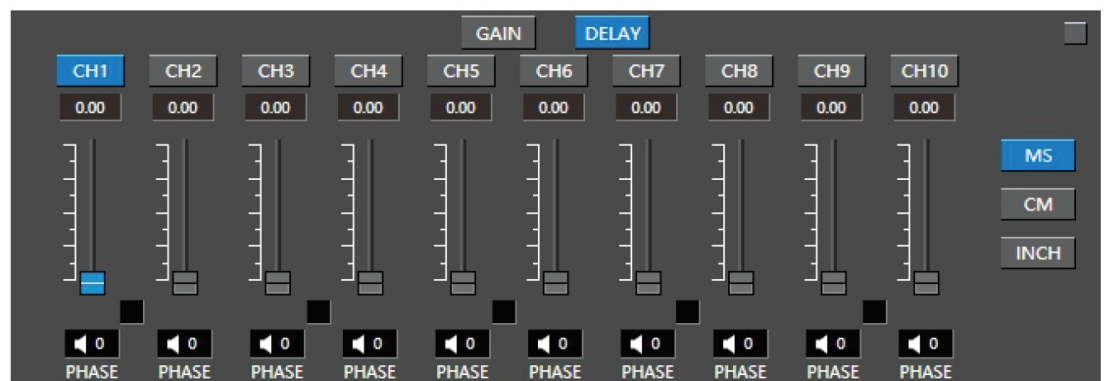 GAIN DELAY
CH1 CH2 CH3 CH4 CH5 CH6 CH7 CH8 CH9 CH10
0.00 0.00 0.00 0.00 0.00 0.00 0.00 0.00 0.00 0.00
MS
CM
INCH
0 0 0 0 0 0 0 0 0 0
PHASE PHASE PHASE PHASE PHASE PHASE PHASE PHASE PHASE PHASE